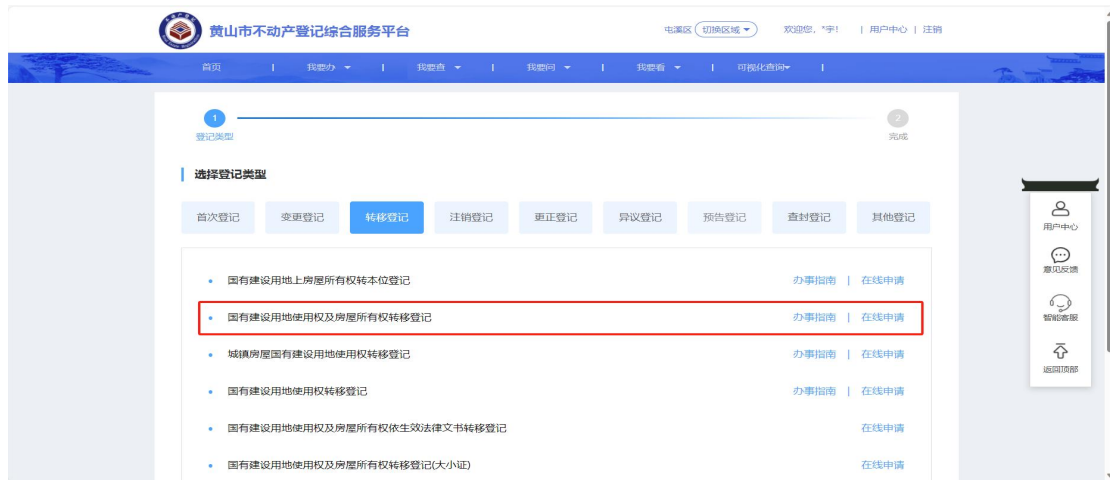 黄山市不动产登记综合服务平台
屯溪区 切换区域 欢迎您，*宇! | 用户中心 | 注销
首页 | 我要办 | 我要查 | 我要问 | 我要看 | 可视化查询 |
1 2
登记类型 完成
选择登记类型
首次登记 变更登记 转移登记 注销登记 更正登记 异议登记 预告登记 查封登记 其他登记
国有建设用地上房屋所有权转本位登记 办事指南 | 在线申请
国有建设用地使用权及房屋所有权转移登记 办事指南 | 在线申请
城镇房屋国有建设用地使用权转移登记 办事指南 | 在线申请
国有建设用地使用权转移登记 办事指南 | 在线申请
国有建设用地使用权及房屋所有权依生效法律文书转移登记 在线申请
国有建设用地使用权及房屋所有权转移登记(大小证) 在线申请
用户中心
意见反馈
智能客服
返回顶部